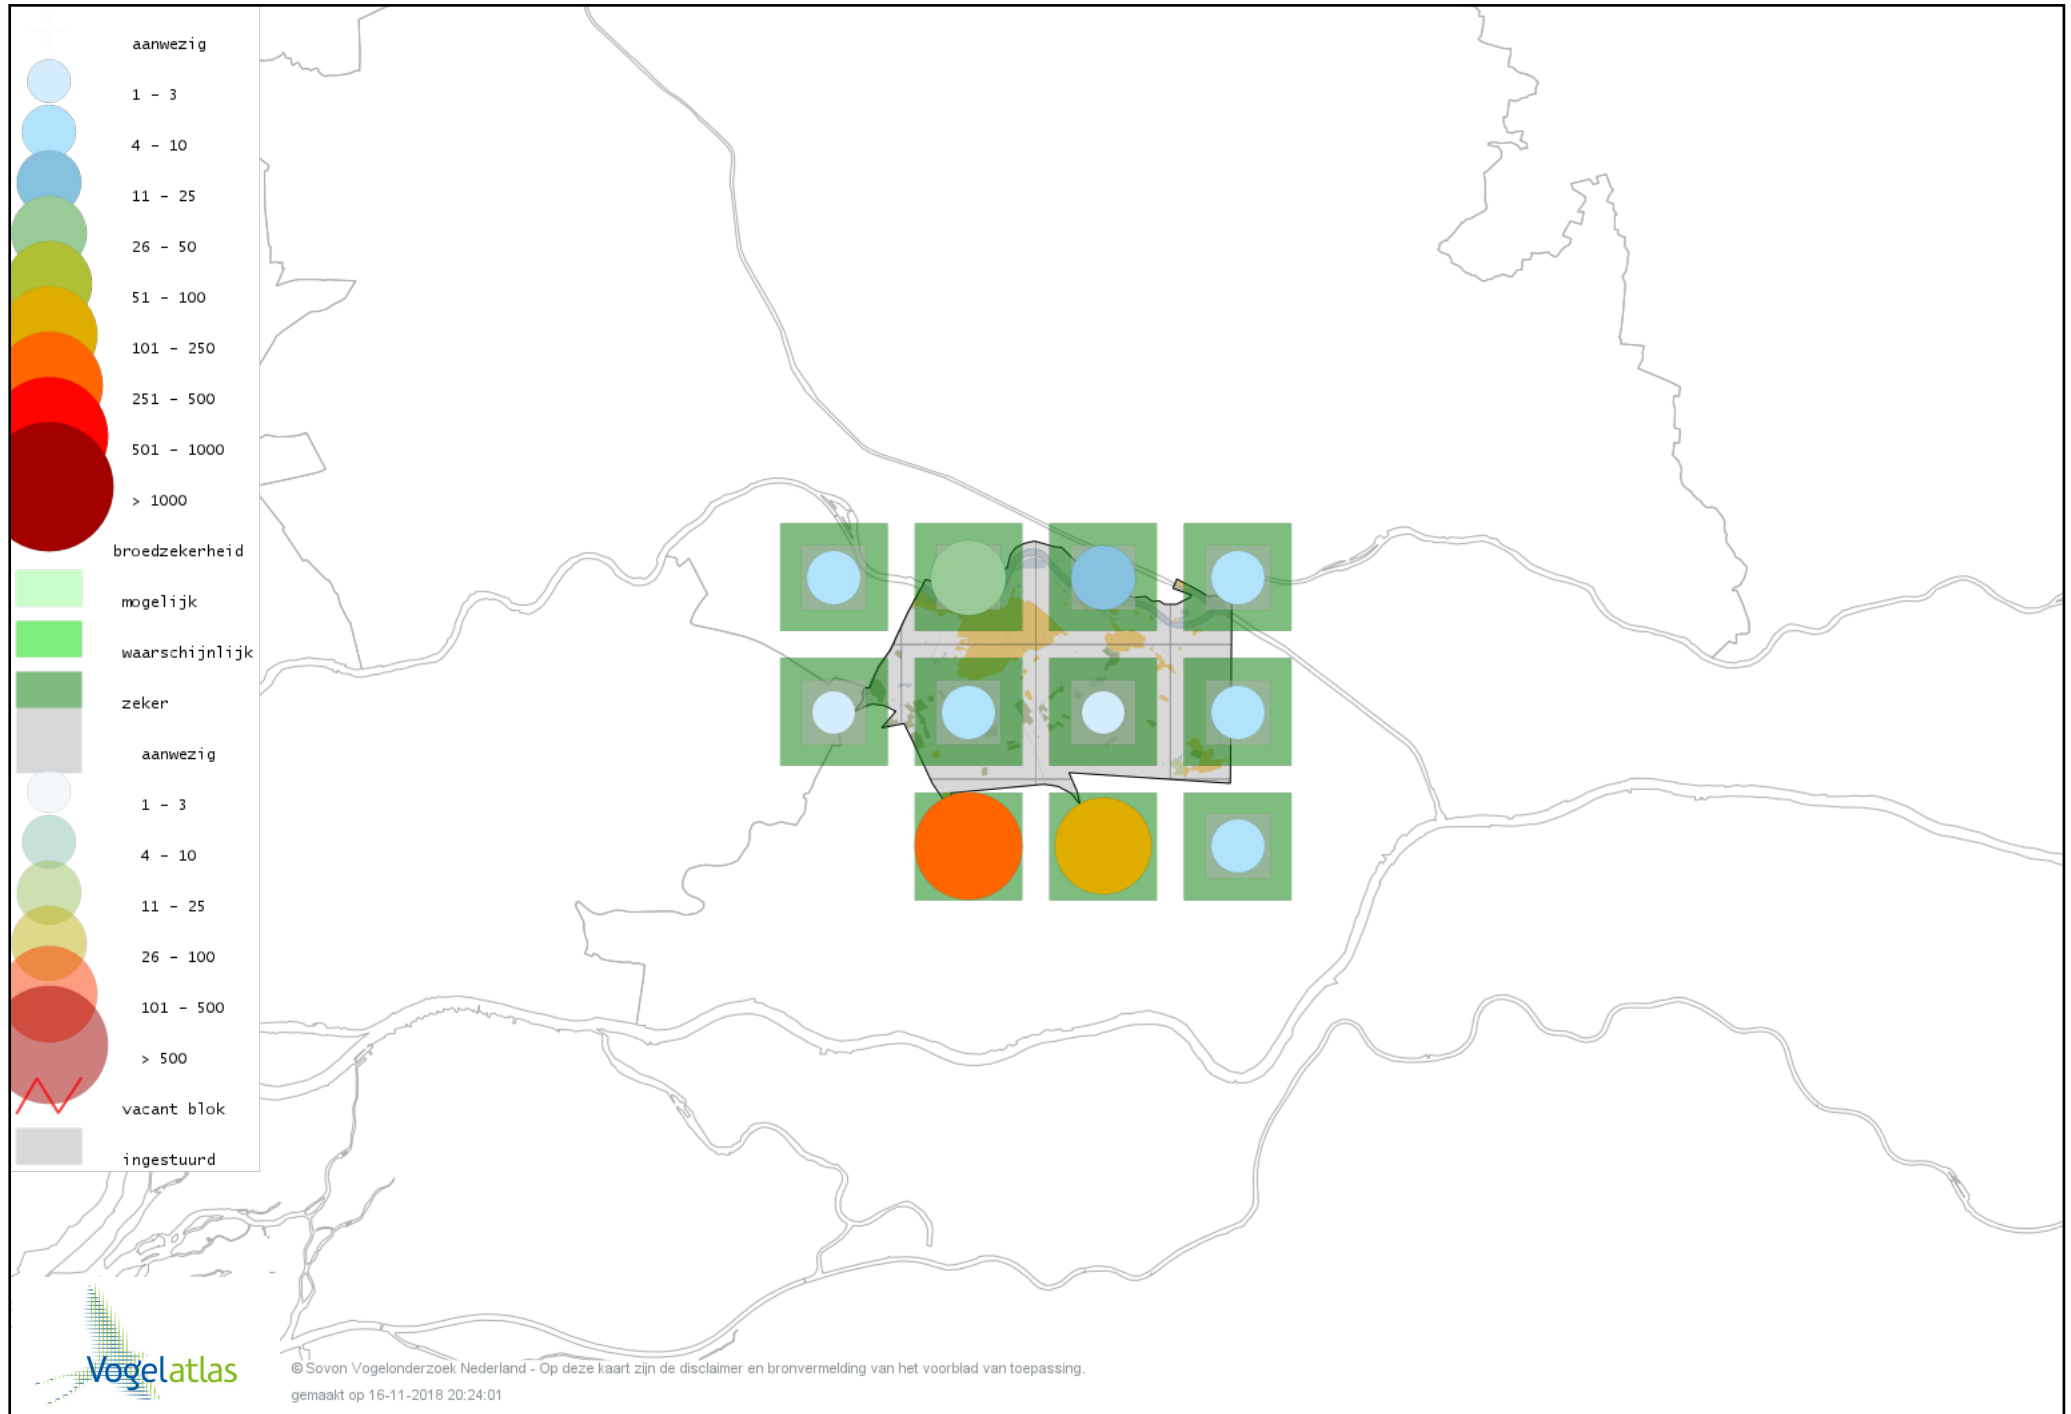 aanwezig
1 - 3
4 - 10
11 - 25
26 - 50
51 - 100
101 - 250
251 - 500
501 - 1000
> 1000
broedzekerheid
mogelijk
waarschijnlijk
zeker
aanwezig
1 - 3
4 - 10
11 - 25
26 - 100
101 - 500
> 500
vacant blok
ingestuurd
Vogelatlas
© Sovon Vogelonderzoek Nederland - Op deze kaart zijn de disclaimer en bronvermelding van het voorblad van toepassing.
gemaakt op 16-11-2018 20:24:01